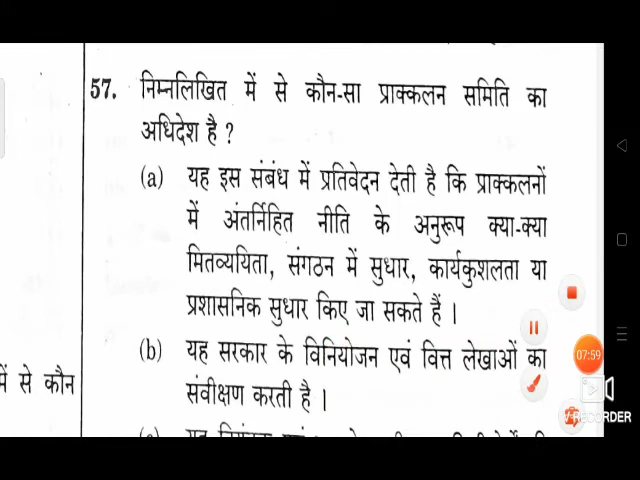 57. निम्नलिखित में से कौन-सा प्राक्कलन समिति का
अधिदेश है ?
(a) यह इस संबंध में प्रतिवेदन देती है कि प्राक्कलनों
में अंतर्निहित नीति के अनुरूप क्या-क्या
मितव्ययिता, संगठन में सुधार, कार्यकुशलता या
प्रशासनिक सुधार किए जा सकते हैं ।
(b) यह सरकार के विनियोजन एवं वित्त लेखाओं का
संवीक्षण करती है ।
में से कौन
07:59
RECORDER